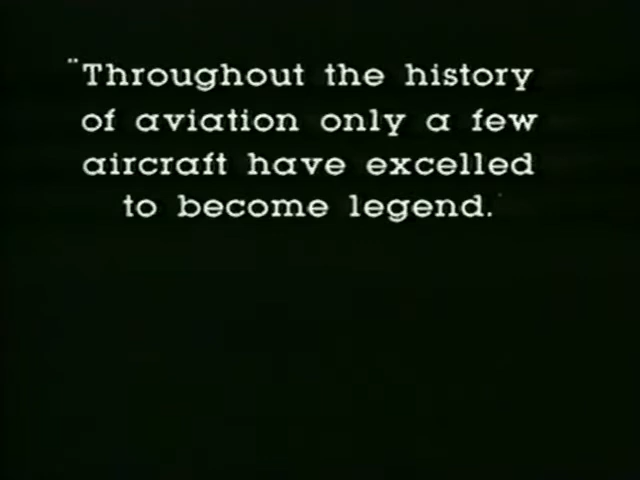 "Throughout the history
of aviation only a few
aircraft have excelled
to become legend.